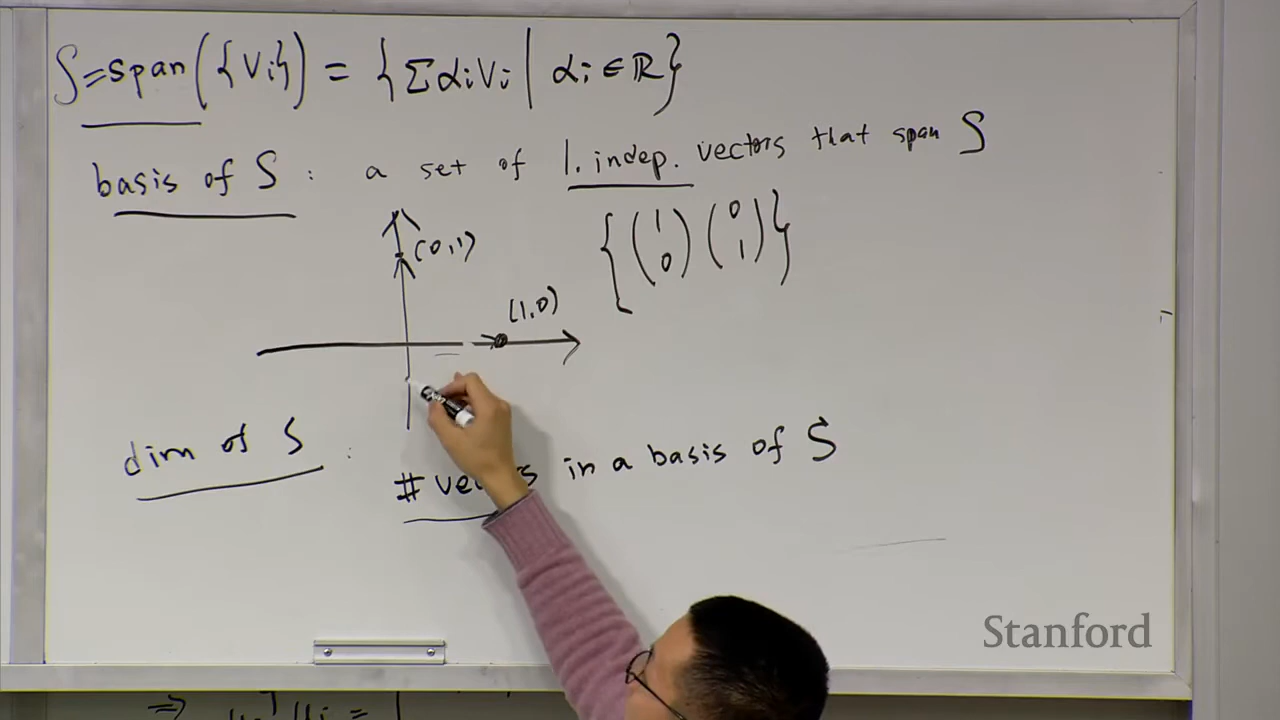 S=span({vi}) = {Σαivi | αi∈ℝ}
basis of S : a set of l. indep. vectors that span S
{(1 0) (0 1)}
(0,1)
(1,0)
dim of S :
# in a basis of S
Stanford